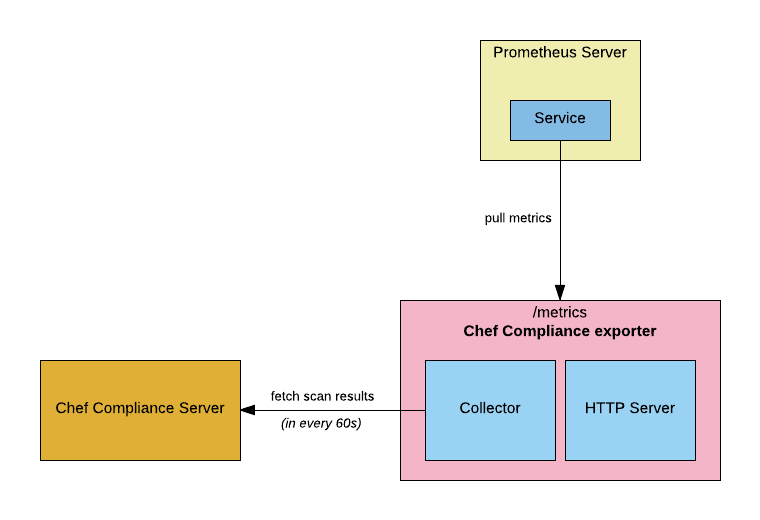 Prometheus Server
Service
pull metrics
/metrics
Chef Compliance exporter
Chef Compliance Server
fetch scan results
(in every 60s)
Collector
HTTP Server